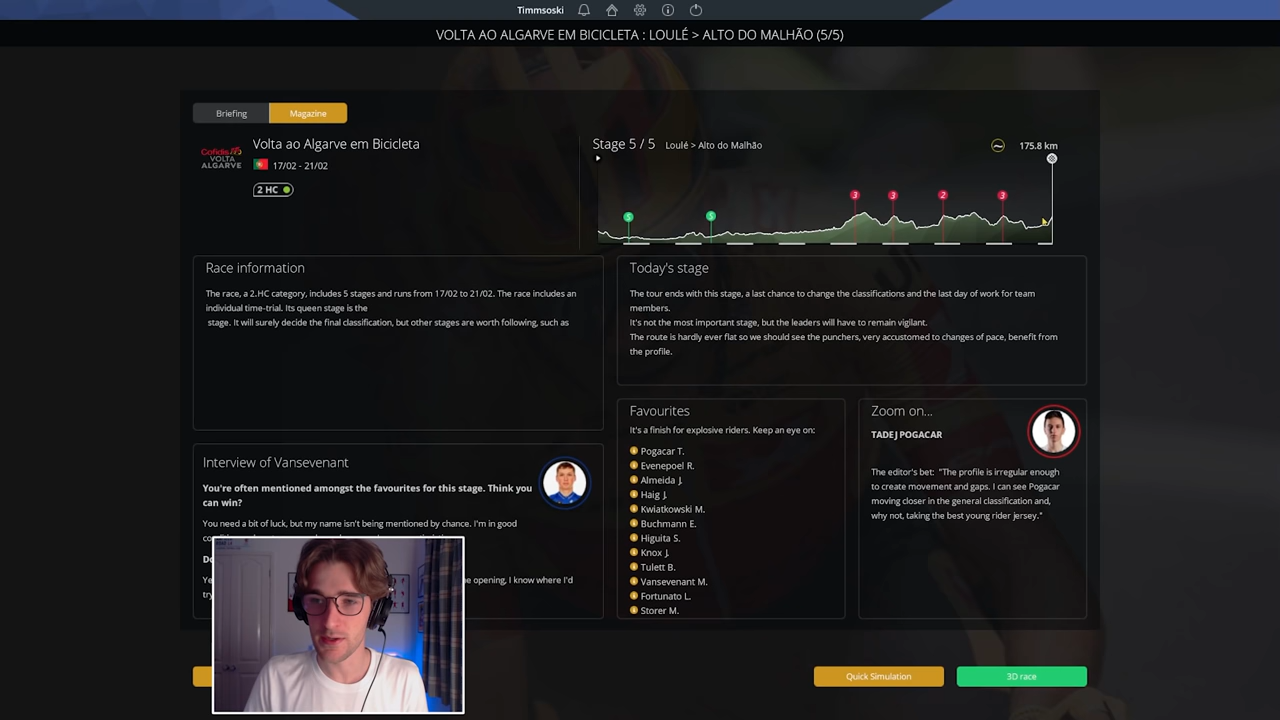 Timmsoski
VOLTA AO ALGARVE EM BICICLETA : LOULÉ > ALTO DO MALHÃO (5/5)
Briefing
Magazine
Cofidis
VOLTA
ALGARVE
Volta ao Algarve em Bicicleta
17/02 - 21/02
2 HC
Stage 5 / 5 Loulé > Alto do Malhão
175.8 km
3
3
2
3
S
S
Race information
The race, a 2.HC category, includes 5 stages and runs from 17/02 to 21/02. The race includes an
individual time-trial. Its queen stage is the
stage. It will surely decide the final classification, but other stages are worth following, such as
Today's stage
The tour ends with this stage, a last chance to change the classifications and the last day of work for team
members.
It's not the most important stage, but the leaders will have to remain vigilant.
The route is hardly ever flat so we should see the punchers, very accustomed to changes of pace, benefit from
the profile.
Interview of Vansevenant
You're often mentioned amongst the favourites for this stage. Think you
can win?
You need a bit of luck, but my name isn't being mentioned by chance. I'm in good
opening, I know where I'd
Favourites
It's a finish for explosive riders. Keep an eye on:
Pogacar T.
Evenepoel R.
Almeida J.
Haig J.
Kwiatkowski M.
Buchmann E.
Higuita S.
Knox J.
Tulett B.
Vansevenant M.
Fortunato L.
Storer M.
Zoom on...
TADEJ POGACAR
The editor's bet: "The profile is irregular enough
to create movement and gaps. I can see Pogacar
moving closer in the general classification and,
why not, taking the best young rider jersey."
Quick Simulation
3D race